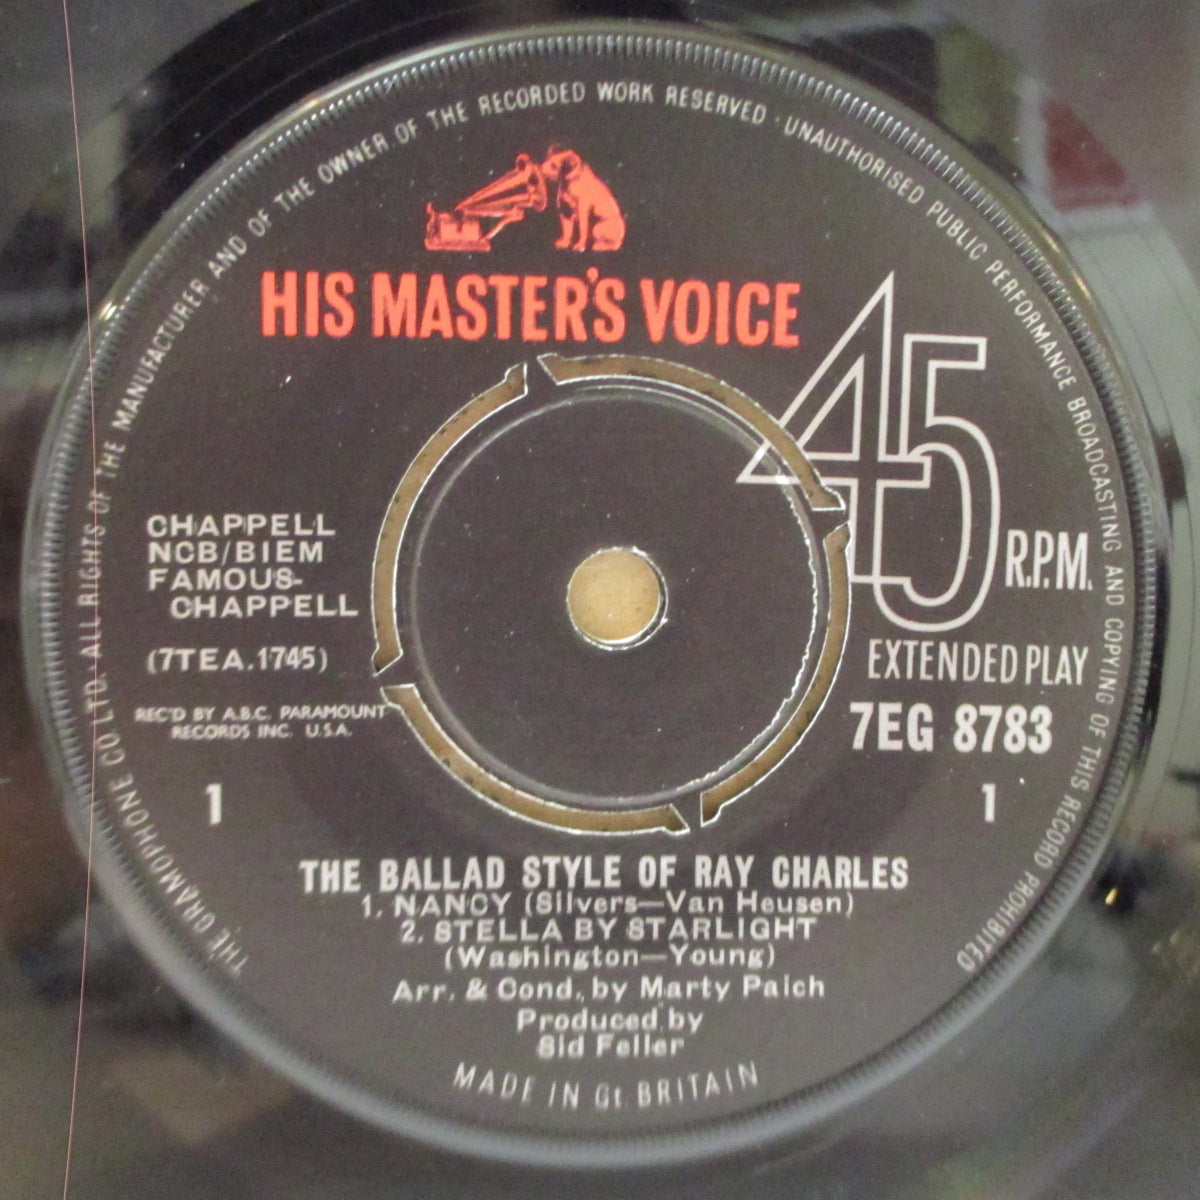 THE GRAMOPHONE CO. LTD. · ALL RIGHTS OF THE MANUFACTURER AND OF THE OWNER OF THE RECORDED WORK RESERVED · UNAUTHORISED PUBLIC PERFORMANCE BROADCASTING AND COPYING OF THIS RECORD PROHIBITED
HIS MASTER'S VOICE
45
R.P.M.
EXTENDED PLAY
7EG 8783
1
CHAPPELL
NCB/BIEM
FAMOUS-
CHAPPELL
(7TEA.1745)
REC'D BY A.B.C. PARAMOUNT
RECORDS INC. U.S.A.
1
THE BALLAD STYLE OF RAY CHARLES
1. NANCY (Silvers—Van Heusen)
2. STELLA BY STARLIGHT
(Washington—Young)
Arr. & Cond. by Marty Paich
Produced by
Sid Feller
MADE IN Gt. BRITAIN